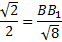 √2/2 = BB₁/√8